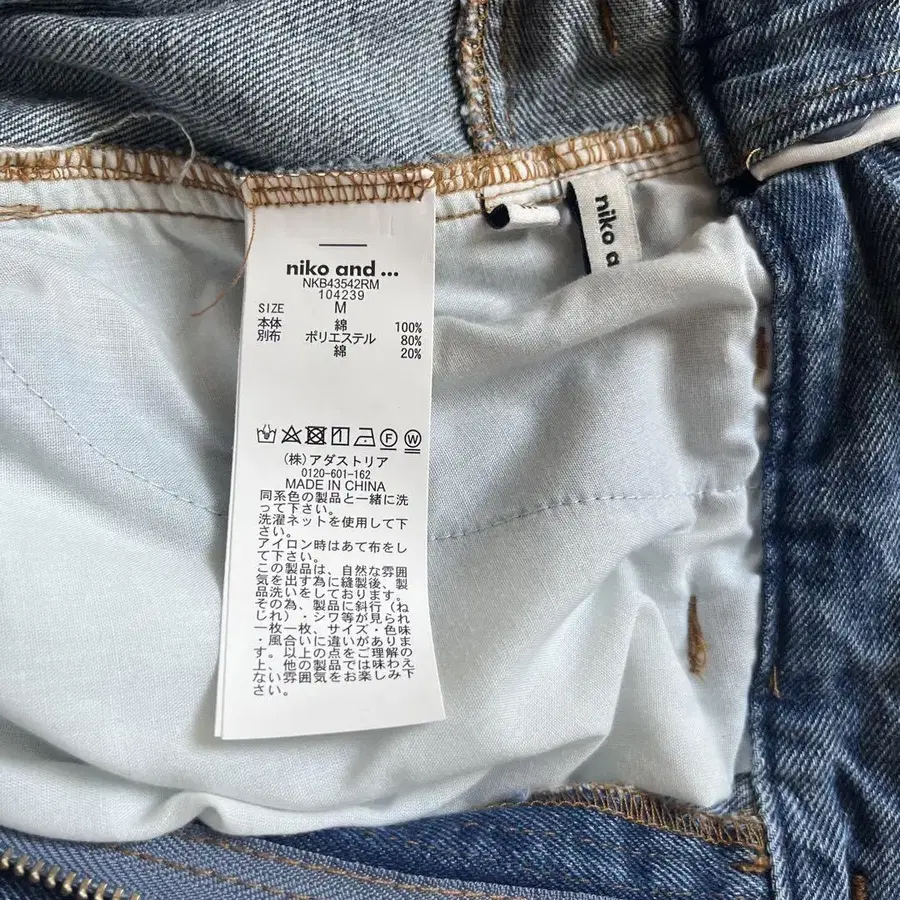 niko and ...
NKB43542RM
104239
SIZE M
本体 綿 100%
別布 ポリエステル 80%
綿 20%
F W
(株)アダストリア
0120-601-162
MADE IN CHINA
同系色の製品と一緒に洗
って下さい。
洗濯ネットを使用して下
さい。
アイロン時はあて布をし
て下さい。
この製品は、自然な雰囲
気を出す為に縫製後、製
品洗いをしております。
その為、製品に斜行(ね
じれ)・シワ等が見られ
一枚一枚、サイズ・色味
・風合いに違いがありま
す。以上の点をご理解の
上、他の製品では味わえ
ない雰囲気をお楽しみ下
さい。
niko a